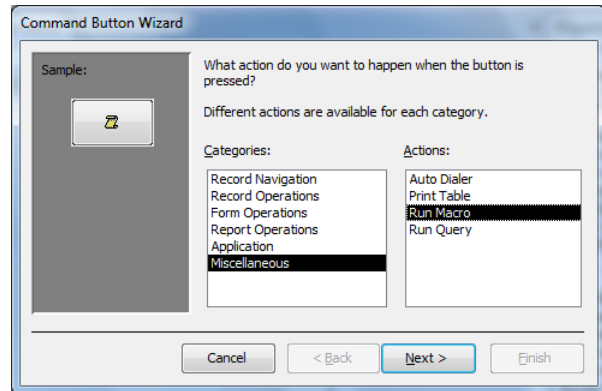 Command Button Wizard
Sample:
What action do you want to happen when the button is
pressed?
Different actions are available for each category.
Categories:
Actions:
Record Navigation
Record Operations
Form Operations
Report Operations
Application
Miscellaneous
Auto Dialer
Print Table
Run Macro
Run Query
Cancel
< Back
Next >
Finish